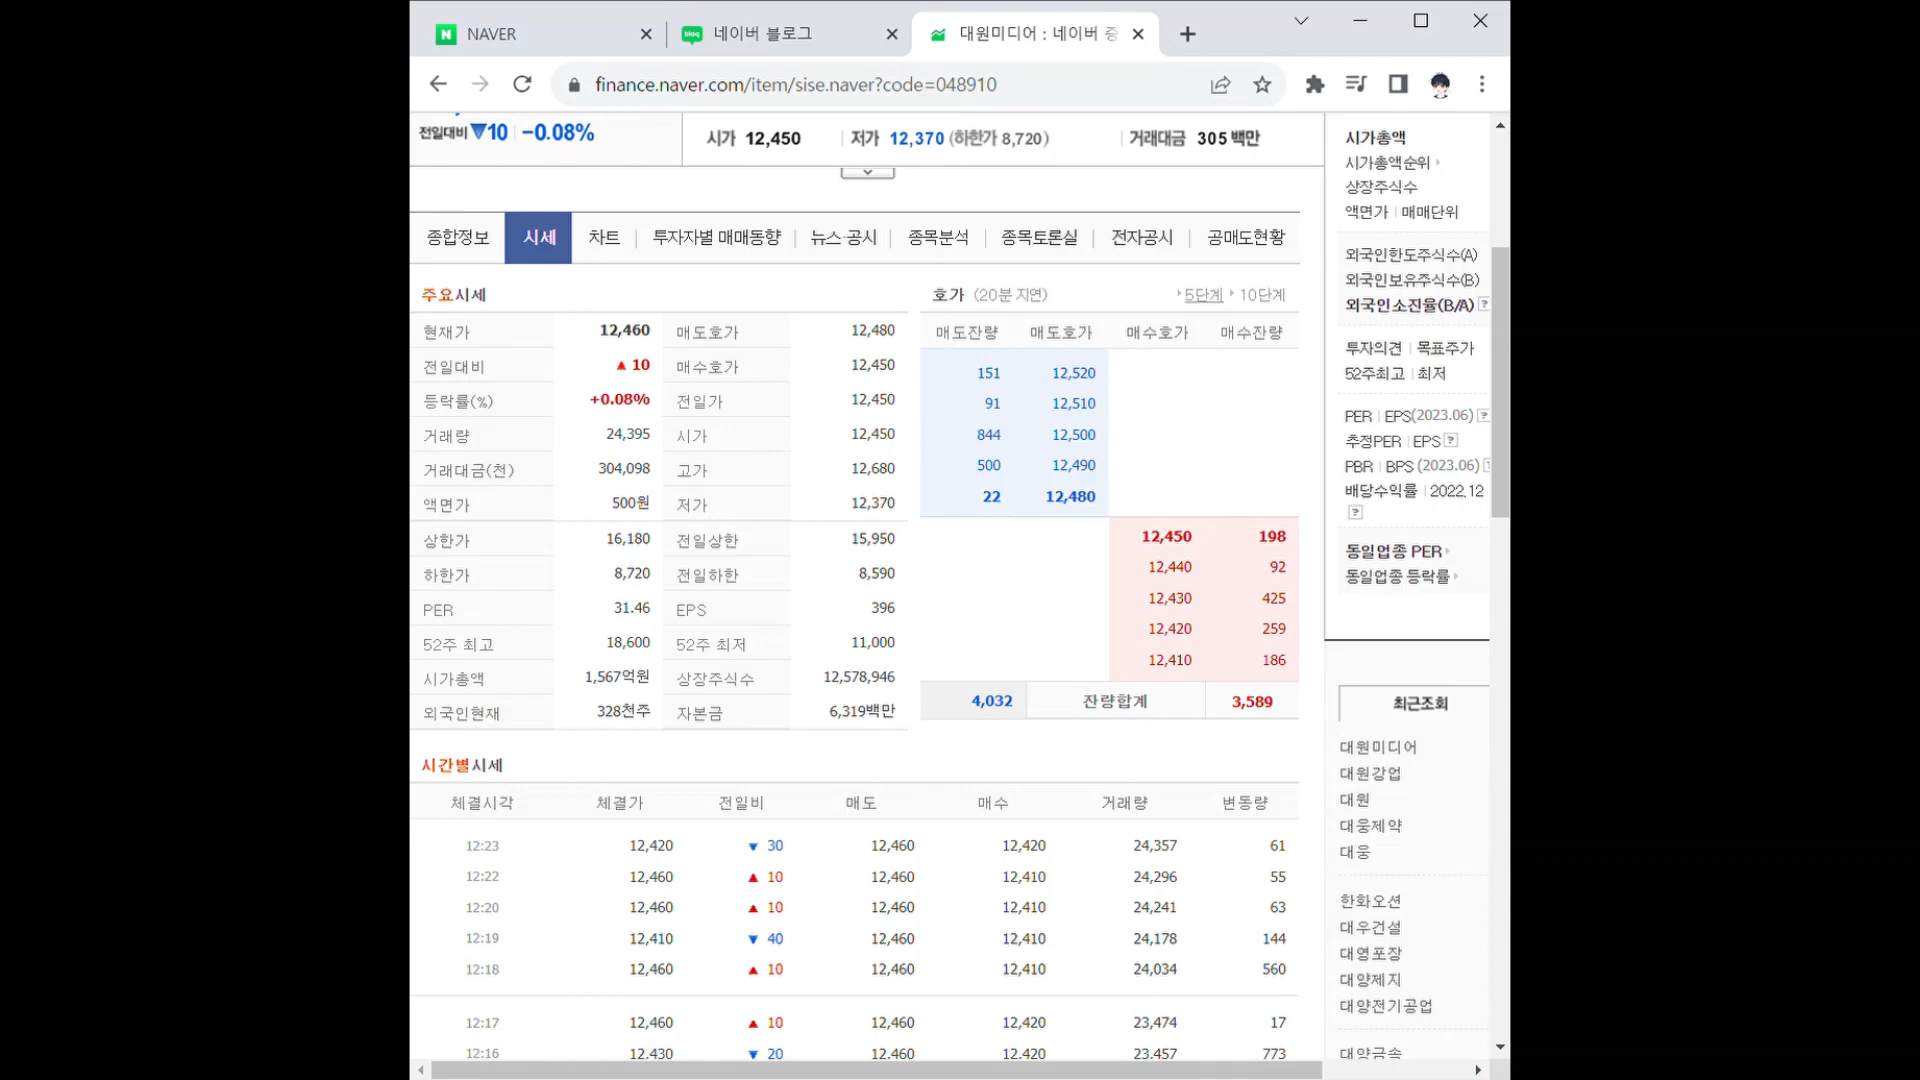 NAVER
네이버 블로그
대원미디어 : 네이버 증
finance.naver.com/item/sise.naver?code=048910
전일대비 ▼10 | -0.08%
시가 12,450 저가 12,370 (하한가 8,720) 거래대금 305 백만
종합정보 시세 차트 투자자별 매매동향 뉴스·공시 종목분석 종목토론실 전자공시 공매도현황
주요시세
현재가 12,460 매도호가 12,480
전일대비 ▲ 10 매수호가 12,450
등락률(%) +0.08% 전일가 12,450
거래량 24,395 시가 12,450
거래대금(천) 304,098 고가 12,680
액면가 500원 저가 12,370
상한가 16,180 전일상한 15,950
하한가 8,720 전일하한 8,590
PER 31.46 EPS 396
52주 최고 18,600 52주 최저 11,000
시가총액 1,567억원 상장주식수 12,578,946
외국인현재 328천주 자본금 6,319백만
호가 (20분 지연) 5단계 10단계
매도잔량 매도호가 매수호가 매수잔량
151 12,520
91 12,510
844 12,500
500 12,490
22 12,480
12,450 198
12,440 92
12,430 425
12,420 259
12,410 186
4,032 잔량합계 3,589
시간별시세
체결시각 체결가 전일비 매도 매수 거래량 변동량
12:23 12,420 ▼ 30 12,460 12,420 24,357 61
12:22 12,460 ▲ 10 12,460 12,410 24,296 55
12:20 12,460 ▲ 10 12,460 12,410 24,241 63
12:19 12,410 ▼ 40 12,460 12,410 24,178 144
12:18 12,460 ▲ 10 12,460 12,410 24,034 560
12:17 12,460 ▲ 10 12,460 12,420 23,474 17
12:16 12,430 ▼ 20 12,460 12,420 23,457 773
시가총액
시가총액순위
상장주식수
액면가 | 매매단위
외국인한도주식수(A)
외국인보유주식수(B)
외국인소진율(B/A) ?
투자의견 | 목표주가
52주최고 | 최저
PER | EPS(2023.06) ?
추정PER | EPS ?
PBR | BPS (2023.06) ?
배당수익률 | 2022.12
?
동일업종 PER
동일업종 등락률
최근조회
대원미디어
대원강업
대원
대웅제약
대웅
한화오션
대우건설
대영포장
대양제지
대양전기공업
대양금속